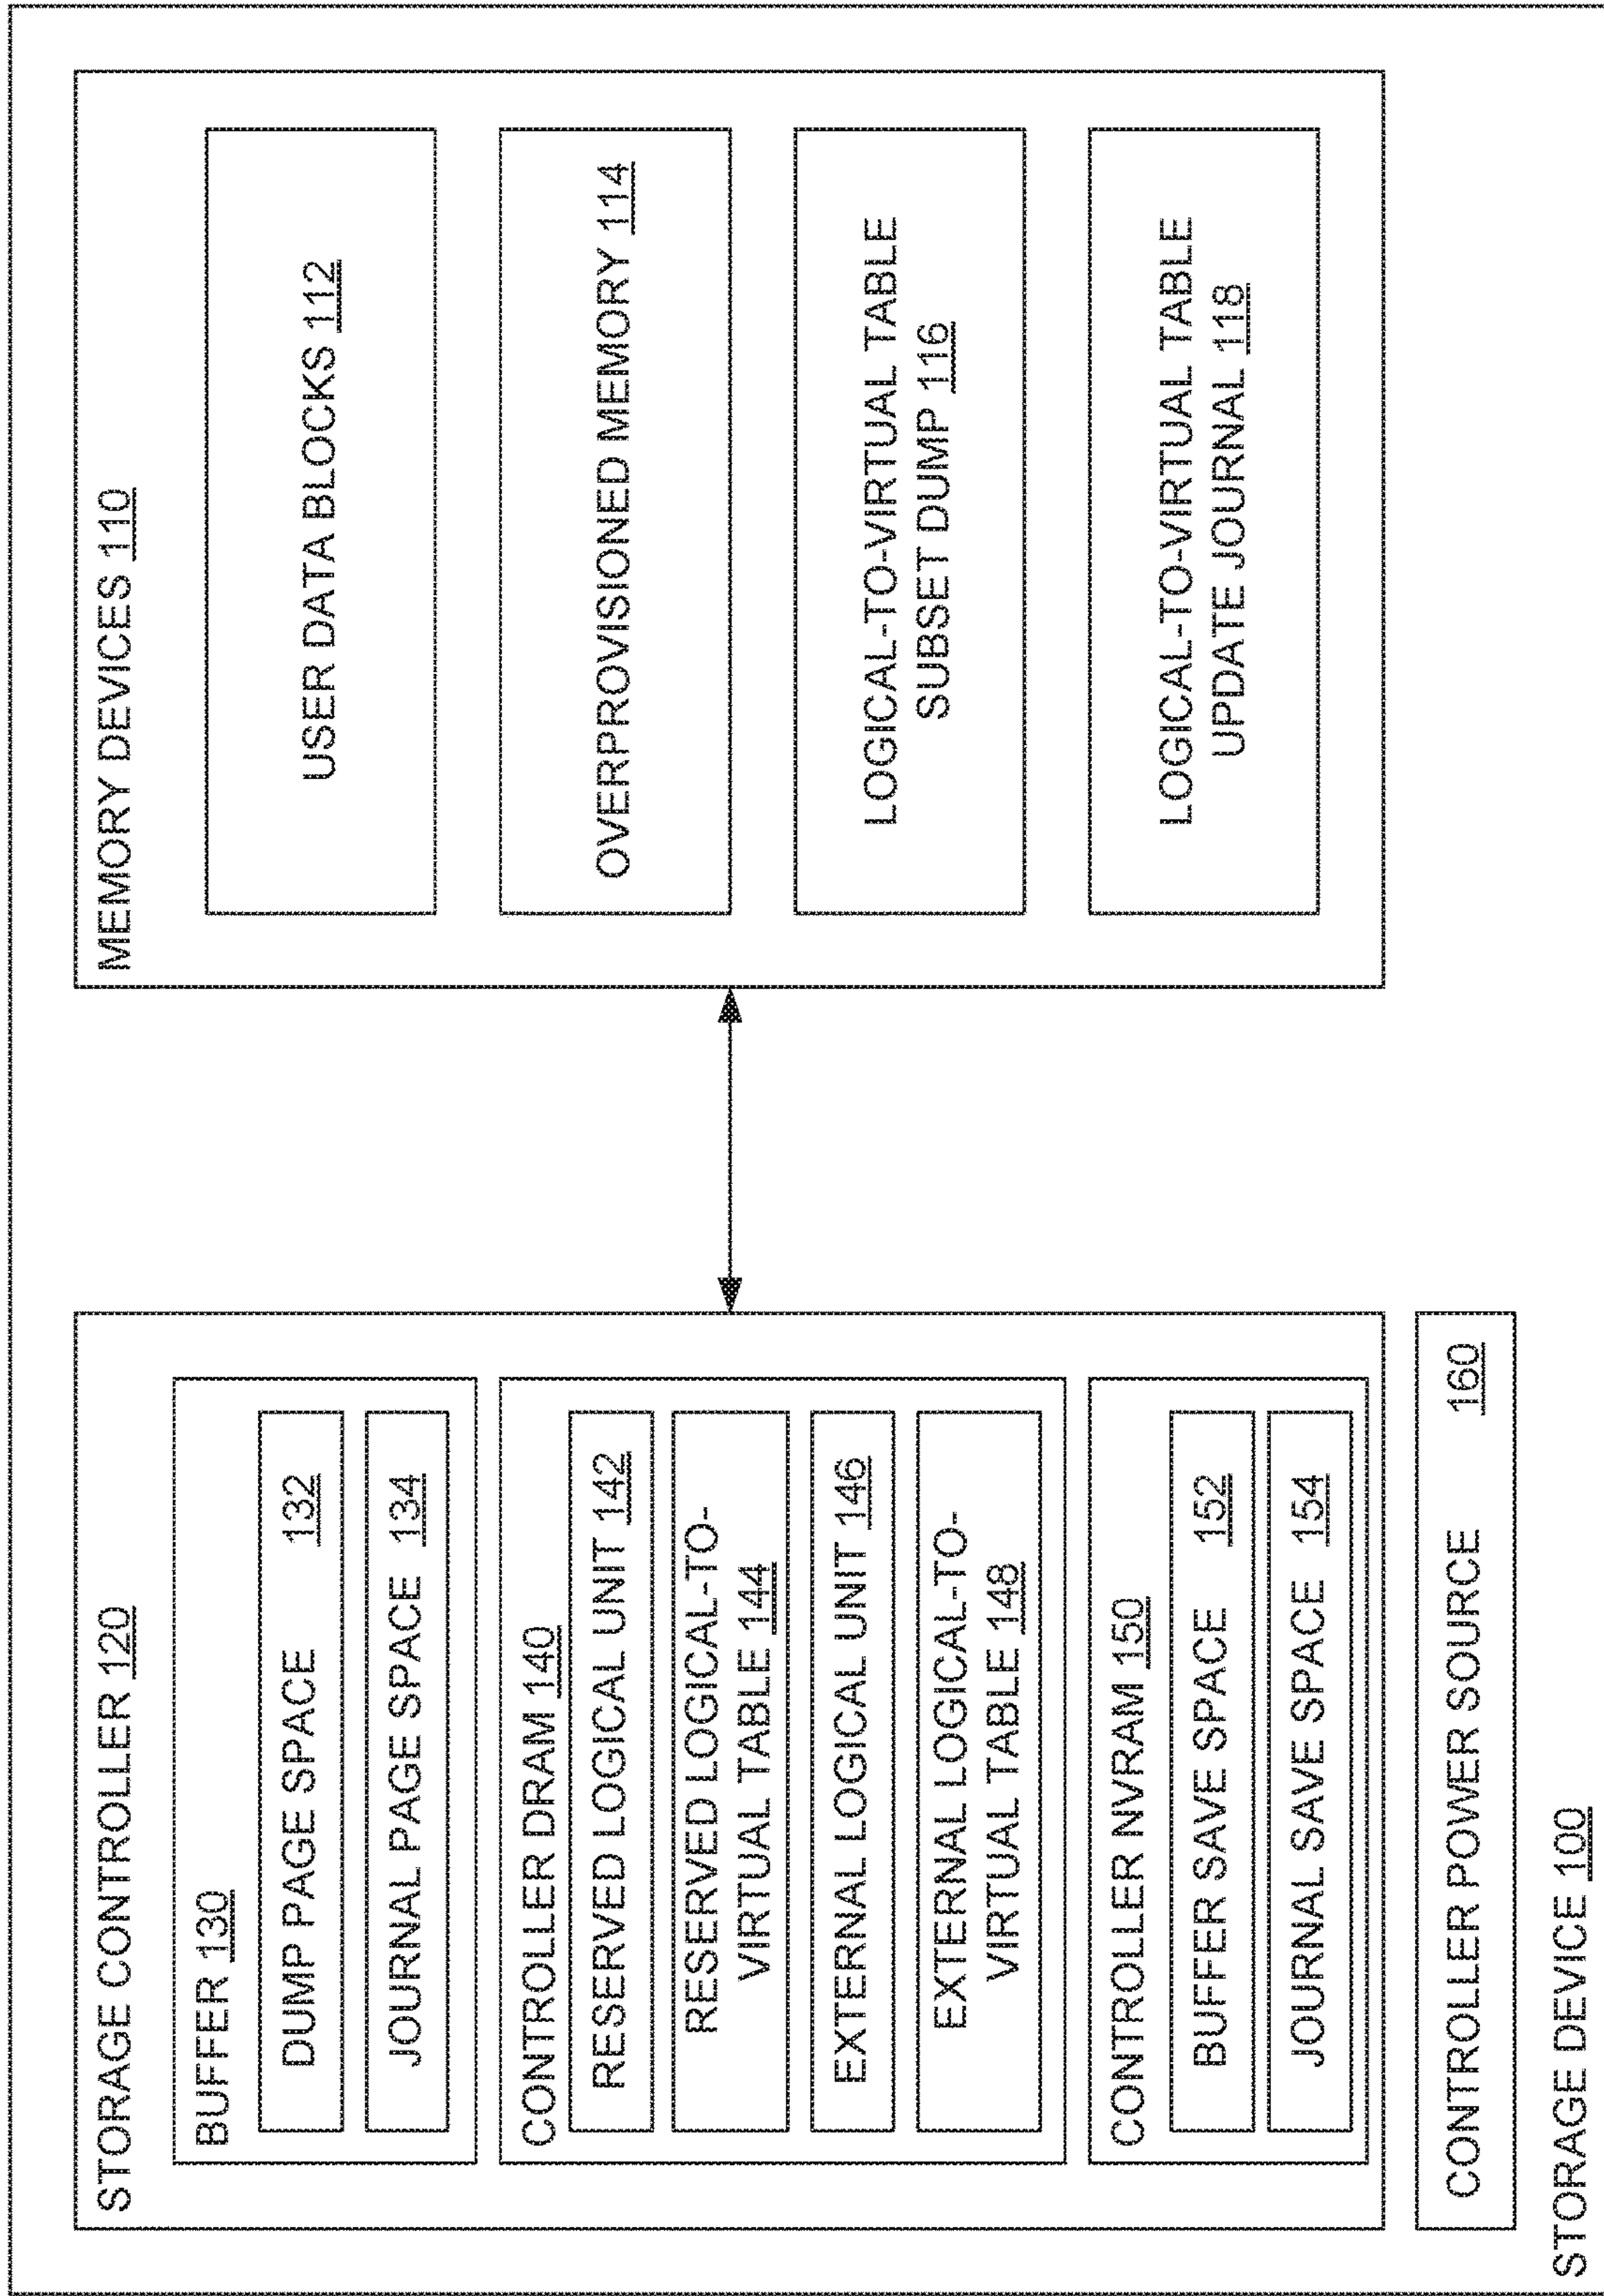 STORAGE CONTROLLER 120
BUFFER 130
DUMP PAGE SPACE 132
JOURNAL PAGE SPACE 134
CONTROLLER DRAM 140
RESERVED LOGICAL UNIT 142
RESERVED LOGICAL-TO-
VIRTUAL TABLE 144
EXTERNAL LOGICAL UNIT 146
EXTERNAL LOGICAL-TO-
VIRTUAL TABLE 148
CONTROLLER NVRAM 150
BUFFER SAVE SPACE 152
JOURNAL SAVE SPACE 154
CONTROLLER POWER SOURCE 160
MEMORY DEVICES 110
USER DATA BLOCKS 112
OVERPROVISIONED MEMORY 114
LOGICAL-TO-VIRTUAL TABLE
SUBSET DUMP 116
LOGICAL-TO-VIRTUAL TABLE
UPDATE JOURNAL 118
STORAGE DEVICE 100